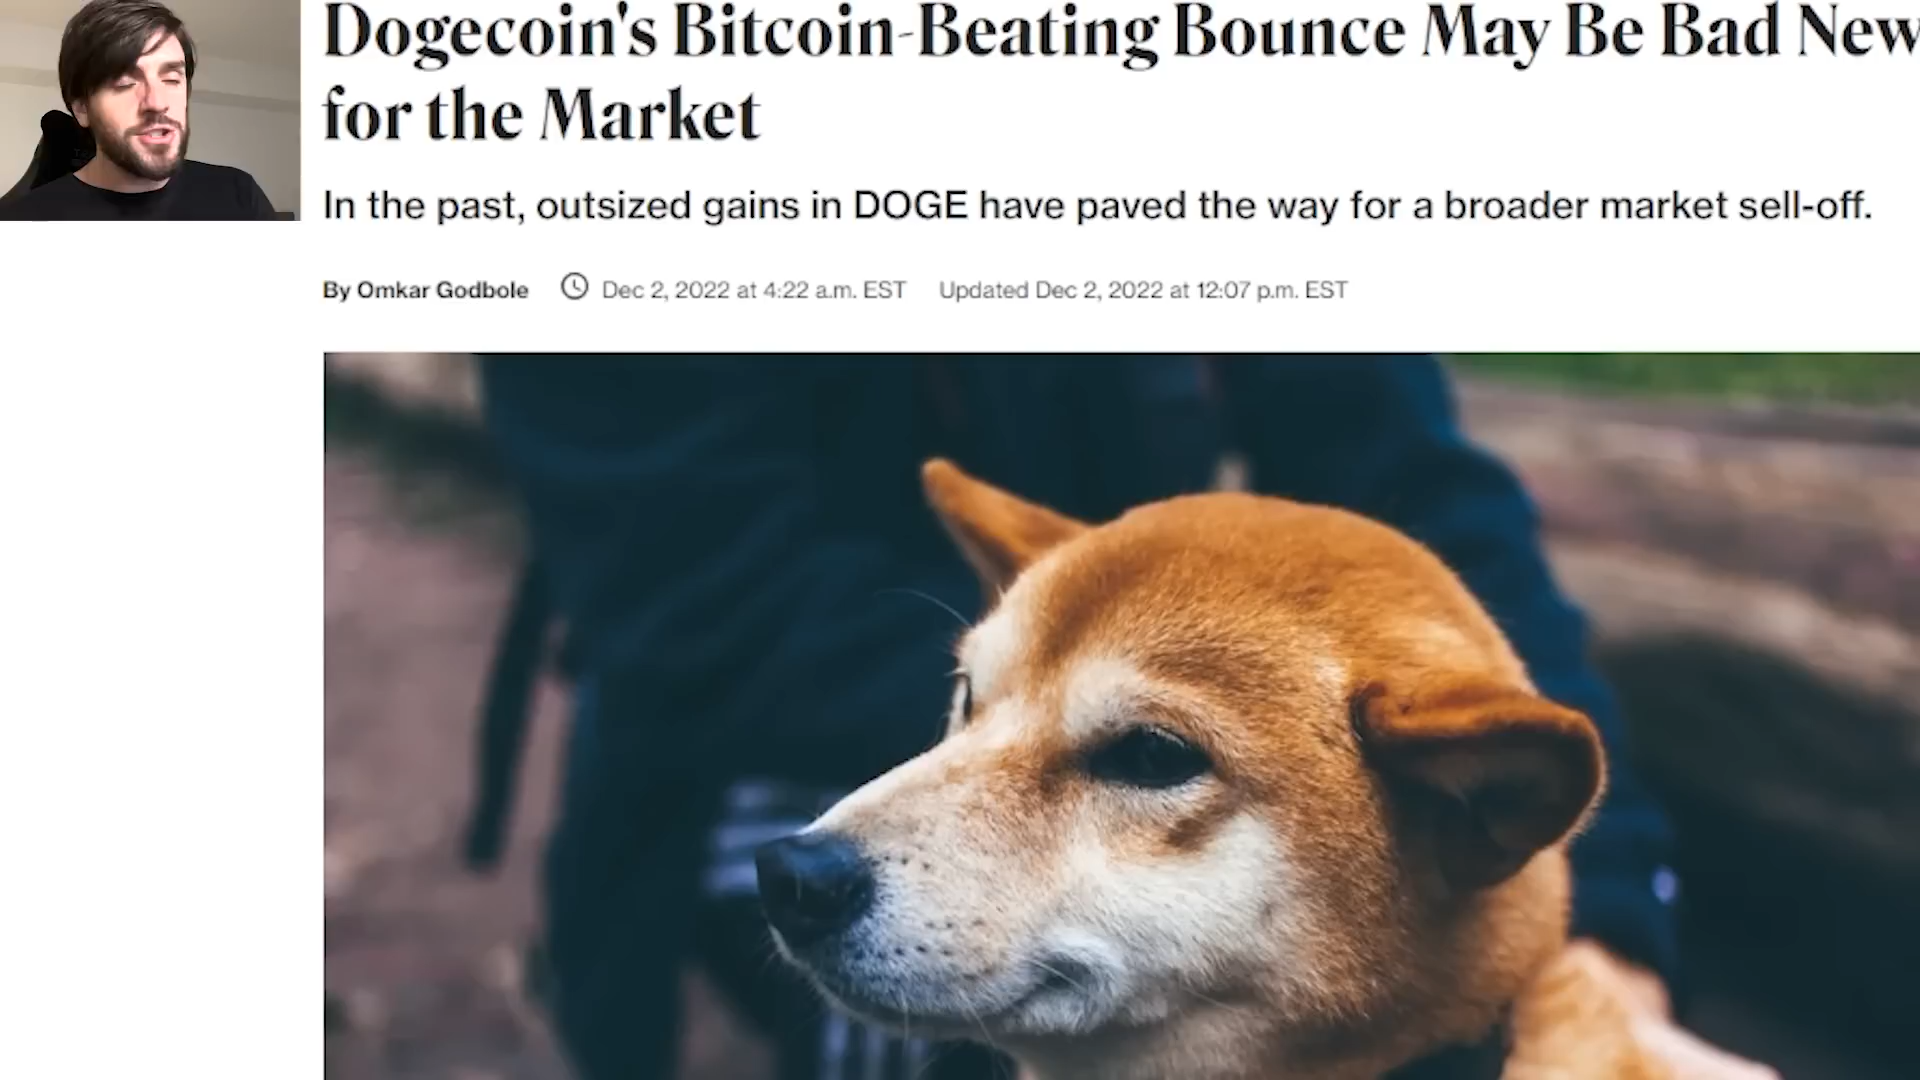 Dogecoin's Bitcoin-Beating Bounce May Be Bad New
for the Market
In the past, outsized gains in DOGE have paved the way for a broader market sell-off.
By Omkar Godbole Dec 2, 2022 at 4:22 a.m. EST Updated Dec 2, 2022 at 12:07 p.m. EST